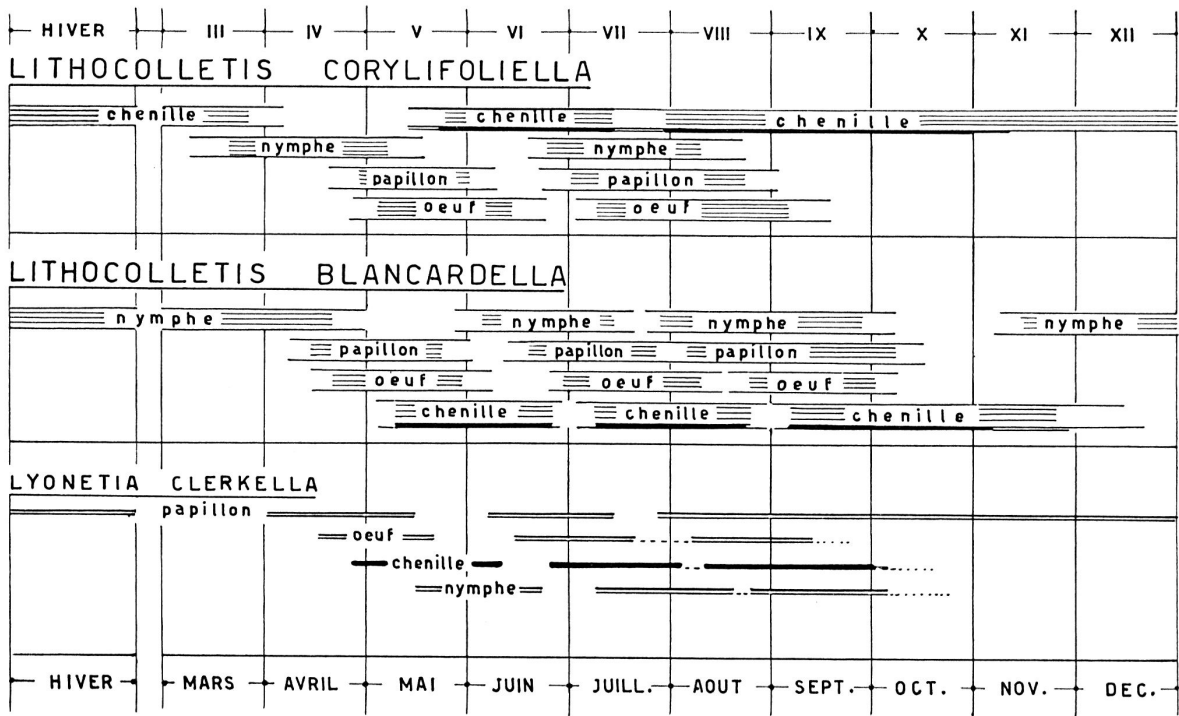 HIVER III IV V VI VII VIII IX X XI XII
LITHOCOLLETIS CORYLIFOLIELLA
chenille chenille chenille
nymphe nymphe
papillon papillon
oeuf oeuf
LITHOCOLLETIS BLANCARDELLA
nymphe nymphe nymphe nymphe
papillon papillon papillon
oeuf oeuf oeuf
chenille chenille chenille
LYONETIA CLERKELLA
papillon
oeuf
chenille
nymphe
HIVER MARS AVRIL MAI JUIN JUILL. AOUT SEPT. OCT. NOV. DEC.